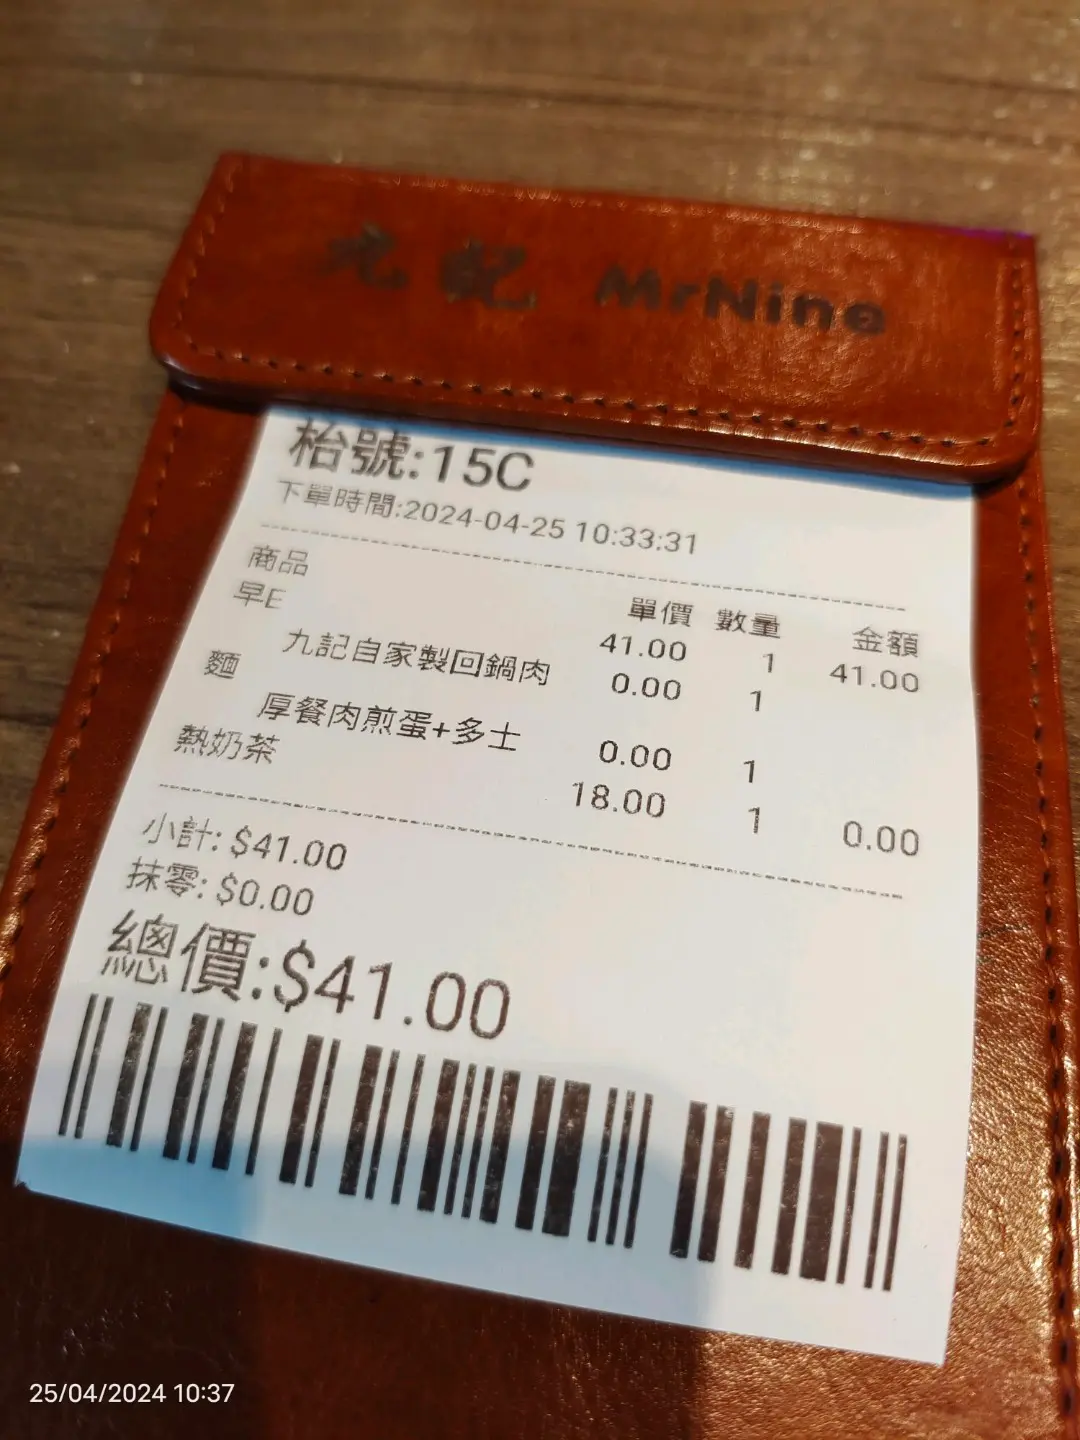 九記 MrNine
枱號:15C
下單時間:2024-04-25 10:33:31
商品 單價 數量 金額
早E 41.00 1 41.00
九記自家製回鍋肉 0.00 1
麵
厚餐肉煎蛋+多士 0.00 1
熱奶茶 18.00 1 0.00
小計: $41.00
抹零: $0.00
總價:$41.00
25/04/2024 10:37